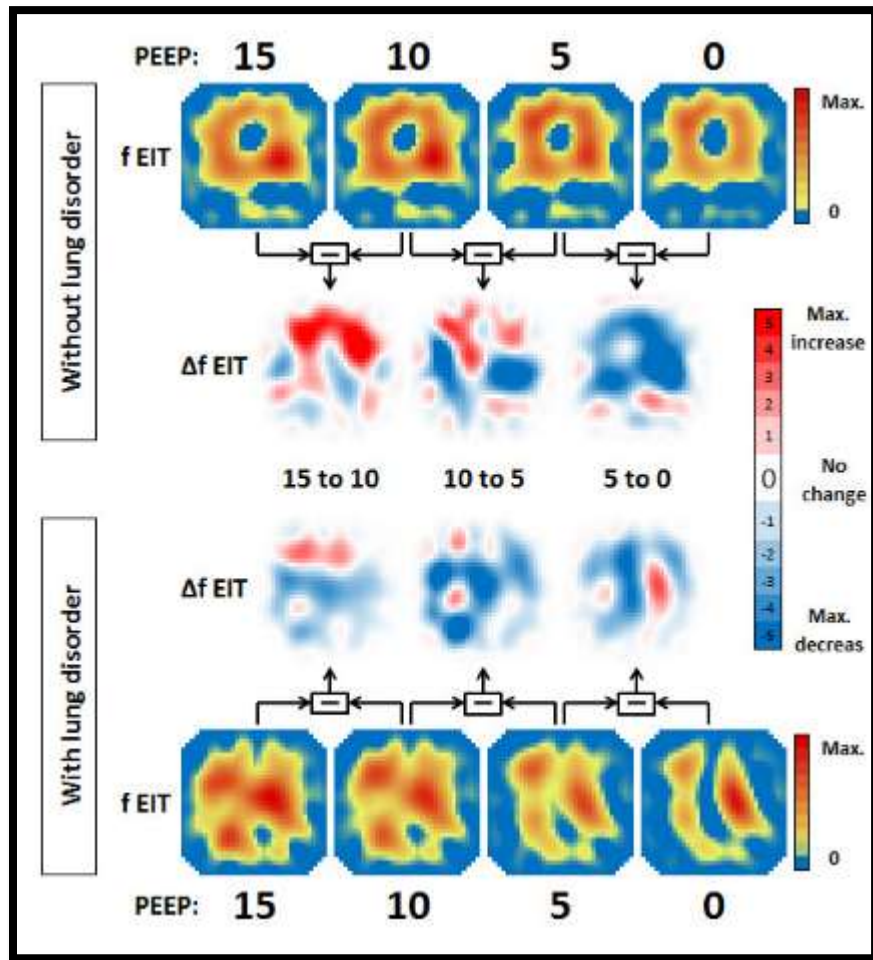 PEEP: 15 10 5 0
Without lung disorder
f EIT
Max.
0
Δf EIT
Max.
increase
5
4
3
2
1
0
-1
-2
-3
-4
-5
No
change
Max.
decreas
15 to 10 10 to 5 5 to 0
With lung disorder
Δf EIT
f EIT
Max.
0
PEEP: 15 10 5 0